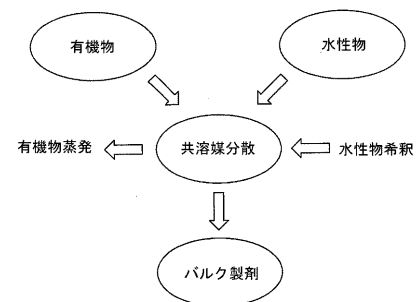 有機物
水性物
有機物蒸発
共溶媒分散
水性物希釈
バルク製剤